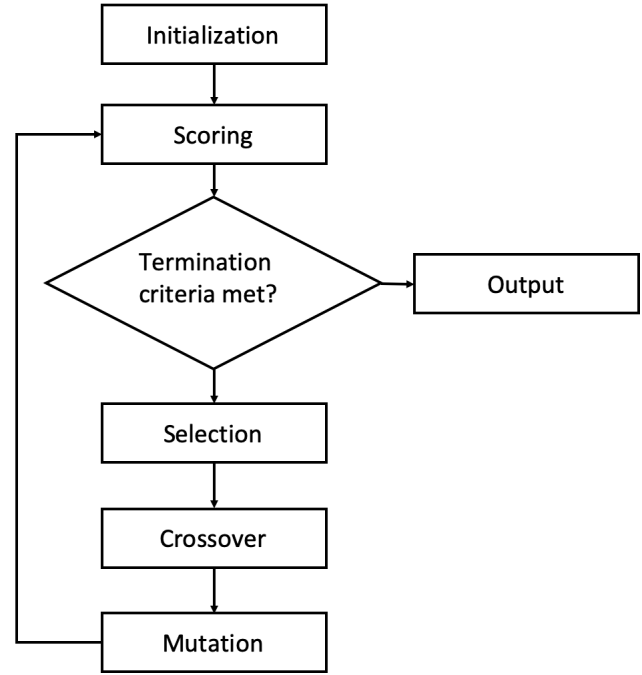 Initialization
Scoring
Termination
criteria met?
Output
Selection
Crossover
Mutation